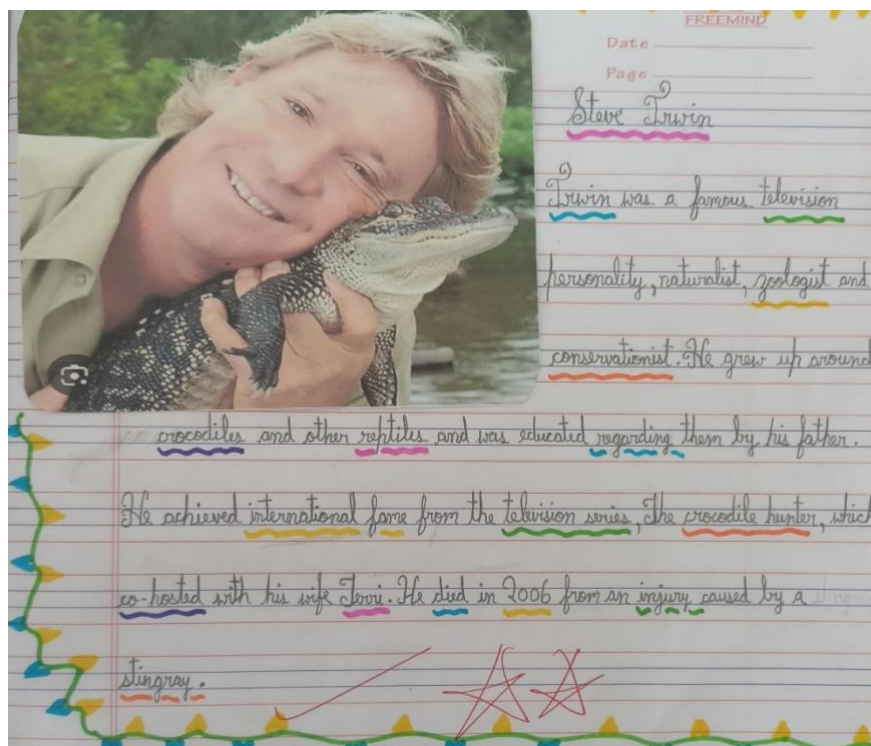 FREEMIND
Date
Page
Steve Irwin
Irwin was a famous television
personality, naturalist, zoologist and
conservationist. He grew up around
crocodiles and other reptiles and was educated regarding them by his father.
He achieved international fame from the television series, The crocodile hunter, which
co-hosted with his wife Terri. He died in 2006 from an injury caused by a
stingray.